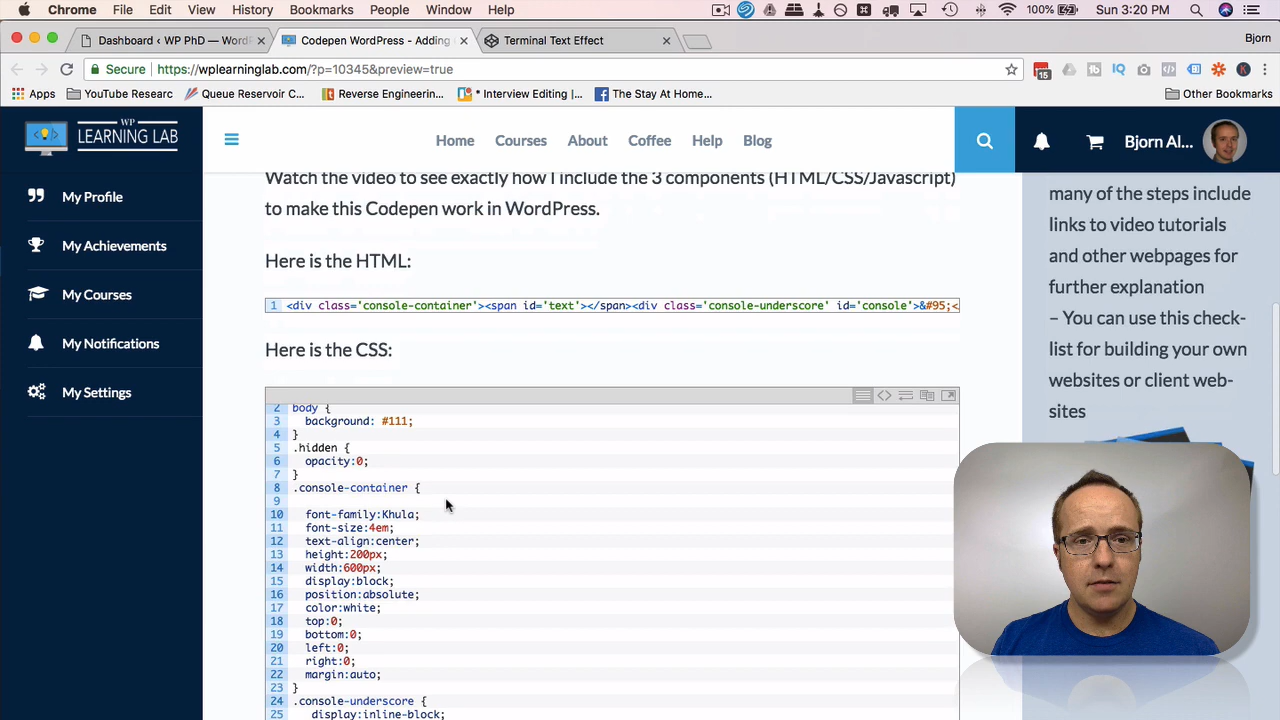 Chrome File Edit View History Bookmarks People Window Help 100% Sun 3:20 PM
Dashboard ‹ WP PhD — Word Codepen WordPress - Adding Terminal Text Effect Bjorn
Secure https://wplearninglab.com/?p=10345&preview=true 15
Apps YouTube Researc Queue Reservoir C... Reverse Engineerin... * Interview Editing |... The Stay At Home... Other Bookmarks
WP
LEARNING LAB
Home Courses About Coffee Help Blog
Bjorn Al...
My Profile
My Achievements
My Courses
My Notifications
My Settings
Watch the video to see exactly how I include the 3 components (HTML/CSS/Javascript)
to make this Codepen work in WordPress.
Here is the HTML:
1 <div class='console-container'><span id='text'></span><div class='console-underscore' id='console'>&#95;<
Here is the CSS:
2 body {
3 background: #111;
4 }
5 .hidden {
6 opacity:0;
7 }
8 .console-container {
9
10 font-family:Khula;
11 font-size:4em;
12 text-align:center;
13 height:200px;
14 width:600px;
15 display:block;
16 position:absolute;
17 color:white;
18 top:0;
19 bottom:0;
20 left:0;
21 right:0;
22 margin:auto;
23 }
24 .console-underscore {
25 display:inline-block;
many of the steps include
links to video tutorials
and other webpages for
further explanation
– You can use this check-
list for building your own
websites or client web-
sites